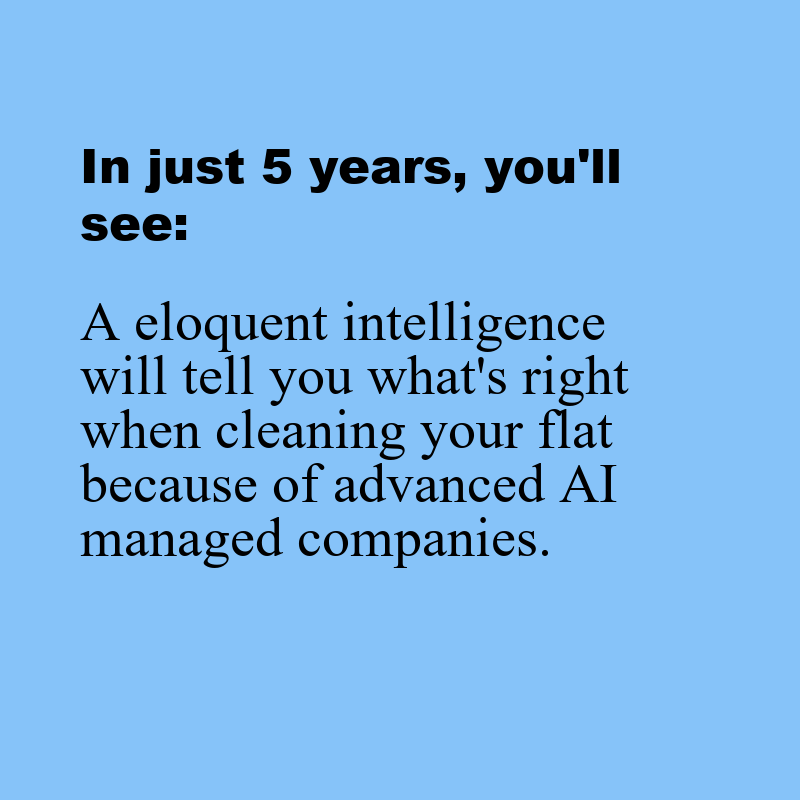 In just 5 years, you'll
see:
A eloquent intelligence
will tell you what's right
when cleaning your flat
because of advanced AI
managed companies.